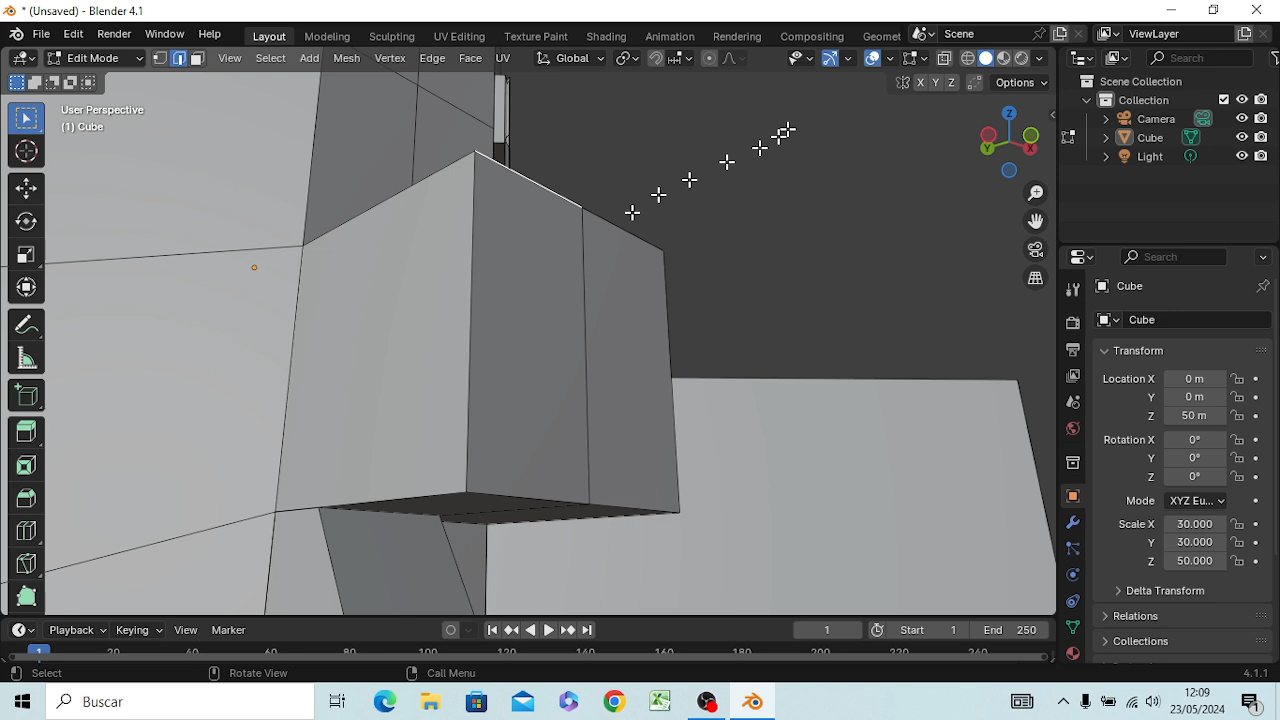 * (Unsaved) - Blender 4.1
File Edit Render Window Help Layout Modeling Sculpting UV Editing Texture Paint Shading Animation Rendering Compositing Geomet Scene ViewLayer
Edit Mode View Select Add Mesh Vertex Edge Face UV Global Search
X Y Z Options
User Perspective
(1) Cube
Z
Y
X
Scene Collection
Collection
Camera
Cube
Light
Search
Cube
Cube
Transform
Location X 0 m
Y 0 m
Z 50 m
Rotation X 0°
Y 0°
Z 0°
Mode XYZ Eu...
Scale X 30.000
Y 30.000
Z 50.000
Delta Transform
Relations
Collections
Playback Keying View Marker 1 Start 1 End 250
1 20 40 60 80 100 120 140 160 180 200 220 240
Select Rotate View Call Menu 4.1.1
Buscar
12:09
23/05/2024
1